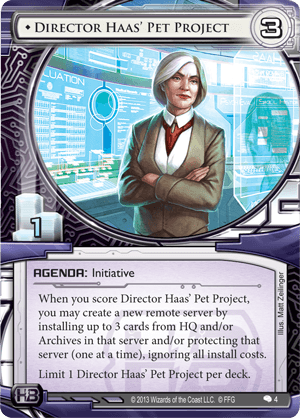 DIRECTOR HAAS' PET PROJECT
3
1
AGENDA: Initiative
When you score Director Haas' Pet Project,
you may create a new remote server by
installing up to 3 cards from HQ and/or
Archives in that server and/or protecting that
server (one at a time), ignoring all install costs.
Limit 1 Director Haas' Pet Project per deck.
Illus. Matt Zeilinger
HB
© 2013 Wizards of the Coast LLC. © FFG
4